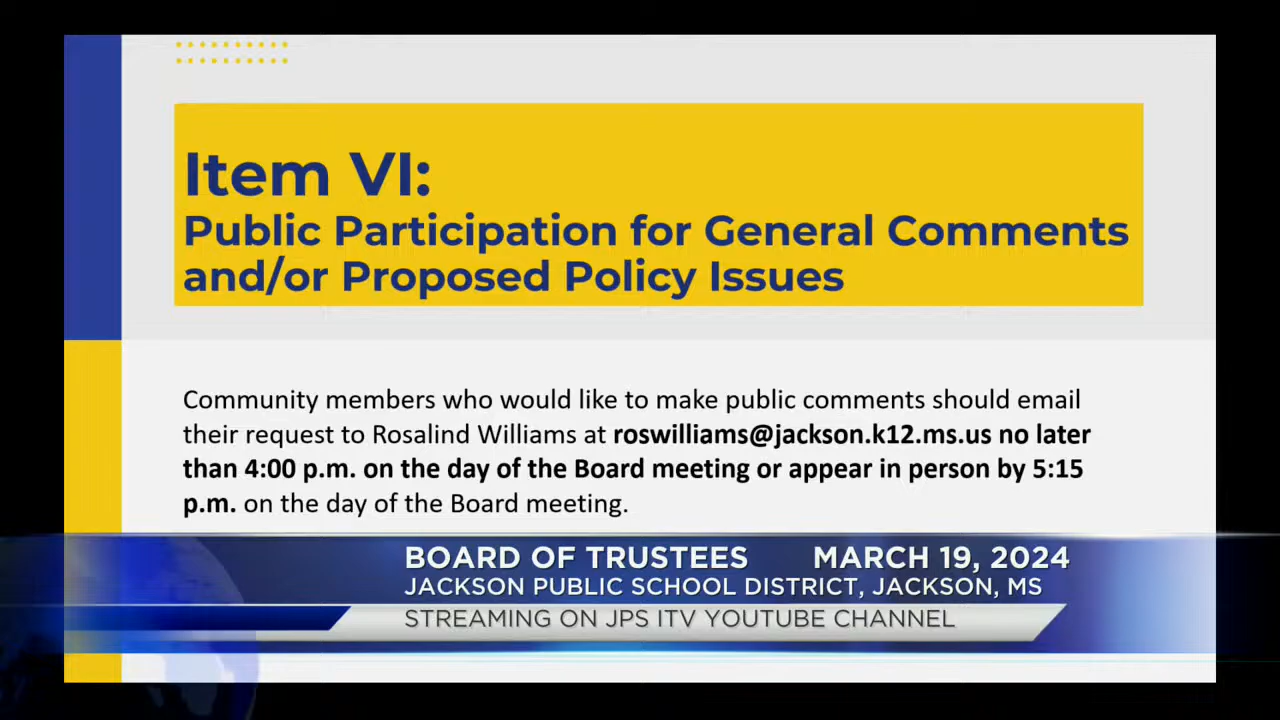 Item VI:
Public Participation for General Comments
and/or Proposed Policy Issues
Community members who would like to make public comments should email
their request to Rosalind Williams at roswilliams@jackson.k12.ms.us no later
than 4:00 p.m. on the day of the Board meeting or appear in person by 5:15
p.m. on the day of the Board meeting.
BOARD OF TRUSTEES MARCH 19, 2024
JACKSON PUBLIC SCHOOL DISTRICT, JACKSON, MS
STREAMING ON JPS ITV YOUTUBE CHANNEL